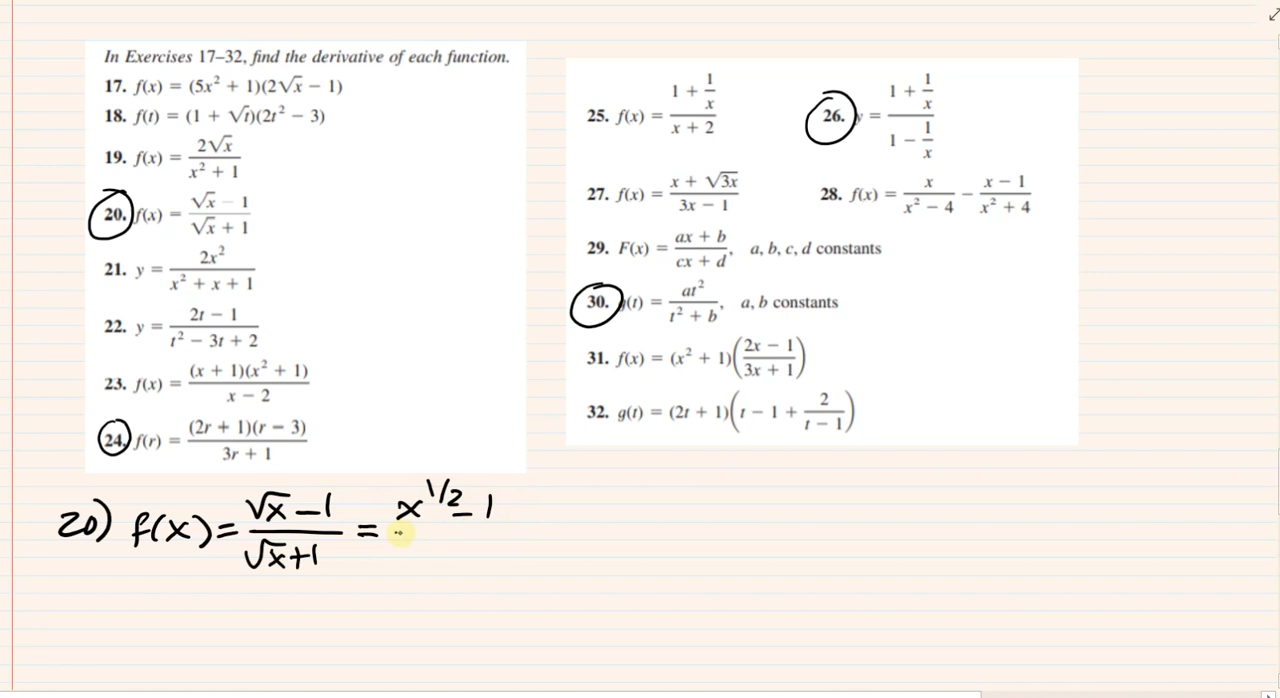 In Exercises 17–32, find the derivative of each function.
17. f(x) = (5x² + 1)(2√x − 1)
18. f(t) = (1 + √t)(2t² − 3)
19. f(x) = 2√x / x² + 1
20. f(x) = √x − 1 / √x + 1
21. y = 2x² / x² + x + 1
22. y = 2t − 1 / t² − 3t + 2
23. f(x) = (x + 1)(x² + 1) / x − 2
24. f(r) = (2r + 1)(r − 3) / 3r + 1
25. f(x) = 1 + 1/x / x + 2
26. y = 1 + 1/x / 1 − 1/x
27. f(x) = x + √3x / 3x − 1
28. f(x) = x / x² − 4 − x − 1 / x² + 4
29. F(x) = ax + b / cx + d, a, b, c, d constants
30. (t) = at² / t² + b, a, b constants
31. f(x) = (x² + 1)(2x − 1 / 3x + 1)
32. g(t) = (2t + 1)(t − 1 + 2 / t − 1)
20) f(x) = √x − 1 / √x + 1 = x^1/2 − 1